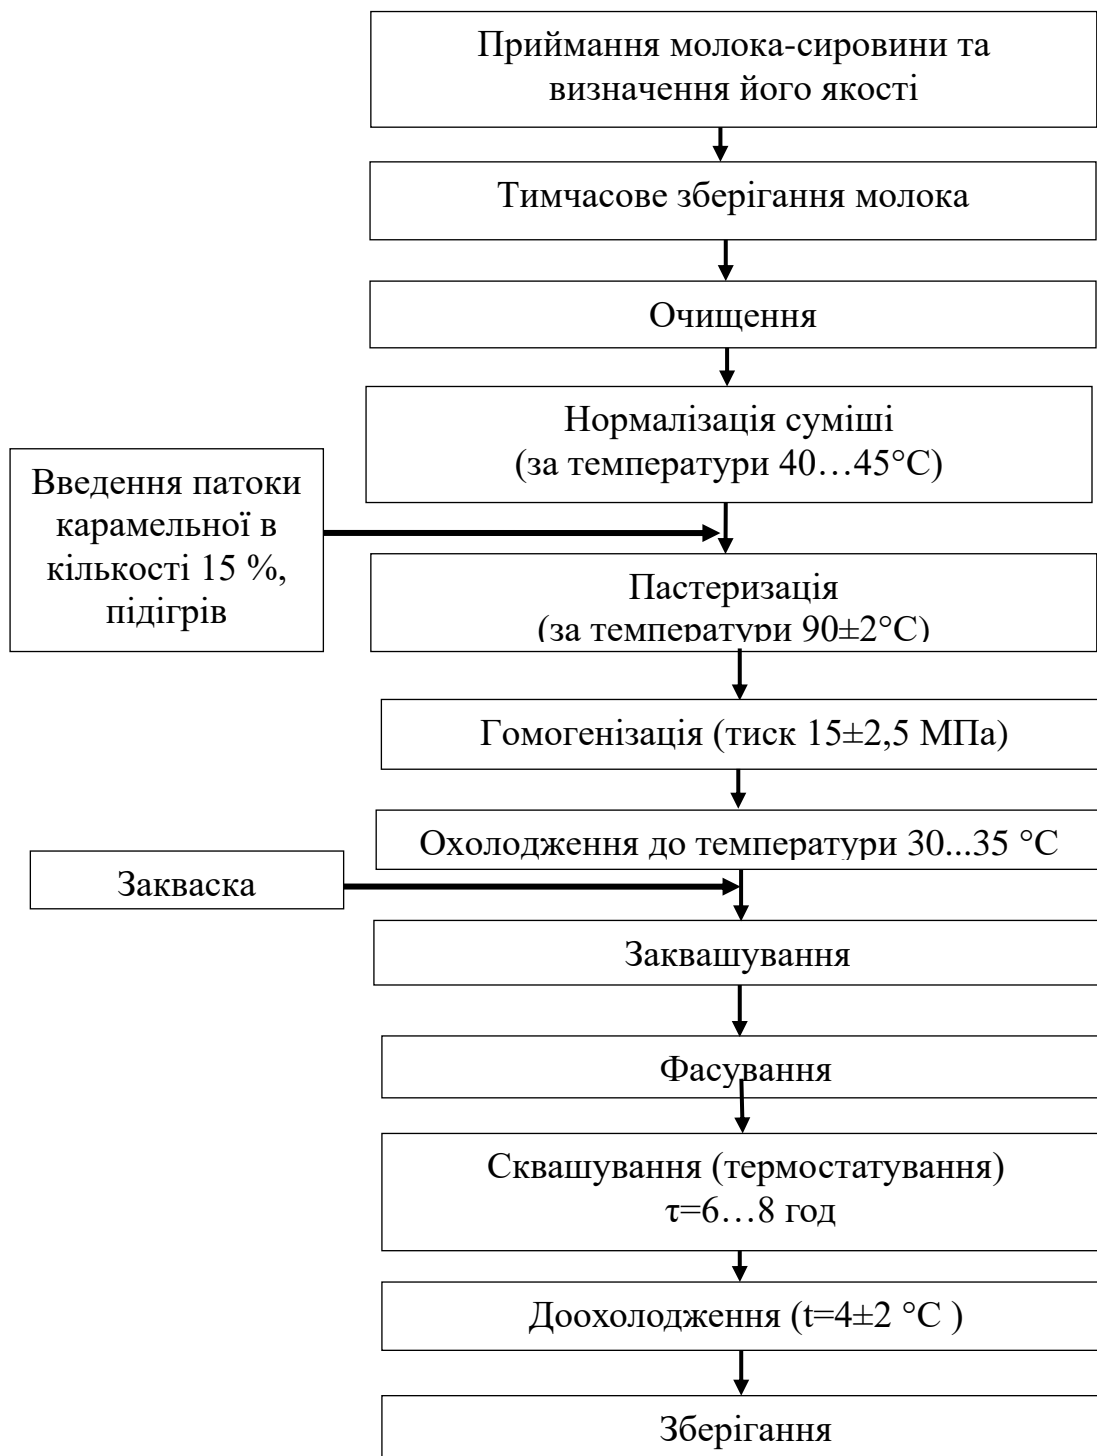 Приймання молока-сировини та
визначення його якості
Тимчасове зберігання молока
Очищення
Нормалізація суміші
(за температури 40…45°С)
Введення патоки
карамельної в
кількості 15 %,
підігрів
Пастеризація
(за температури 90±2°С)
Гомогенізація (тиск 15±2,5 МПа)
Охолодження до температури 30...35 °С
Закваска
Заквашування
Фасування
Сквашування (термостатування)
τ=6…8 год
Доохолодження (t=4±2 °С )
Зберігання